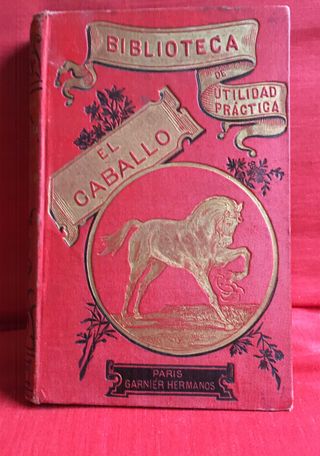 BIBLIOTECA
DE
UTILIDAD
PRÁCTICA
EL
CABALLO
PARIS
GARNIER HERMANOS